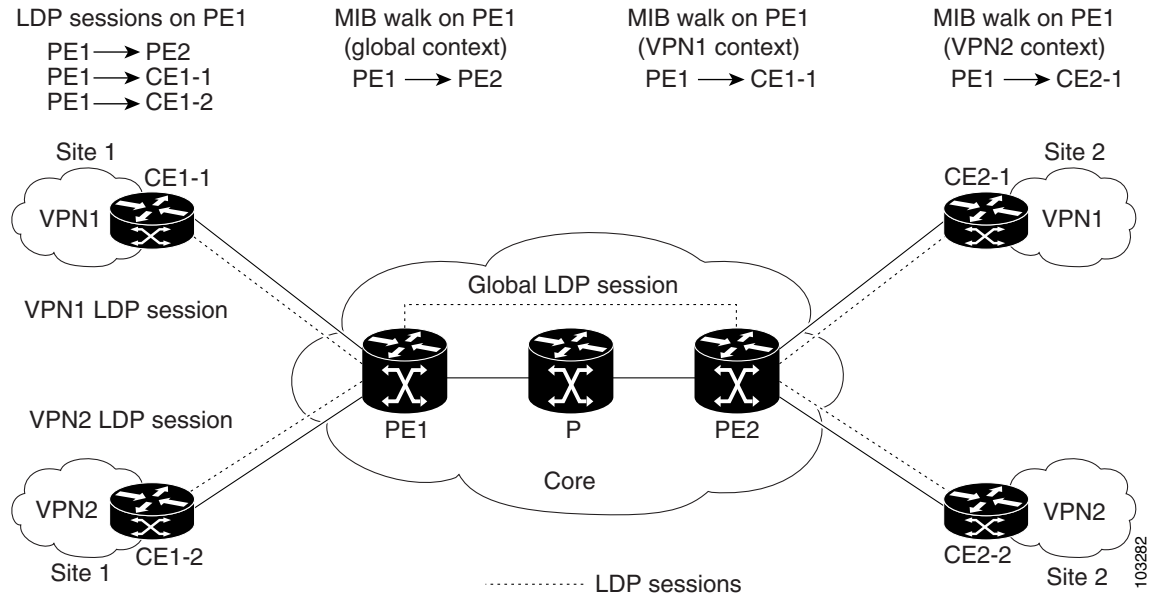 LDP sessions on PE1
PE1 → PE2
PE1 → CE1-1
PE1 → CE1-2
MIB walk on PE1
(global context)
PE1 → PE2
MIB walk on PE1
(VPN1 context)
PE1 → CE1-1
MIB walk on PE1
(VPN2 context)
PE1 → CE2-1
Site 1
CE1-1
VPN1
Site 2
CE2-1
VPN1
Global LDP session
VPN1 LDP session
VPN2 LDP session
PE1
P
PE2
Core
VPN2
CE1-2
Site 1
VPN2
CE2-2
Site 2
LDP sessions
103282